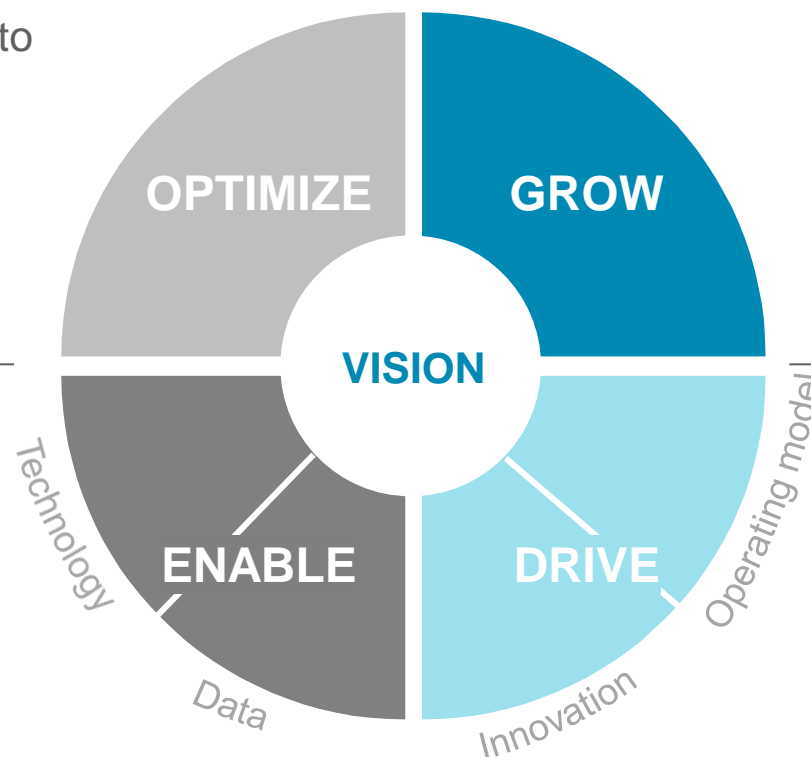 to
OPTIMIZE
GROW
VISION
Technology
Operating model
ENABLE
DRIVE
Data
Innovation